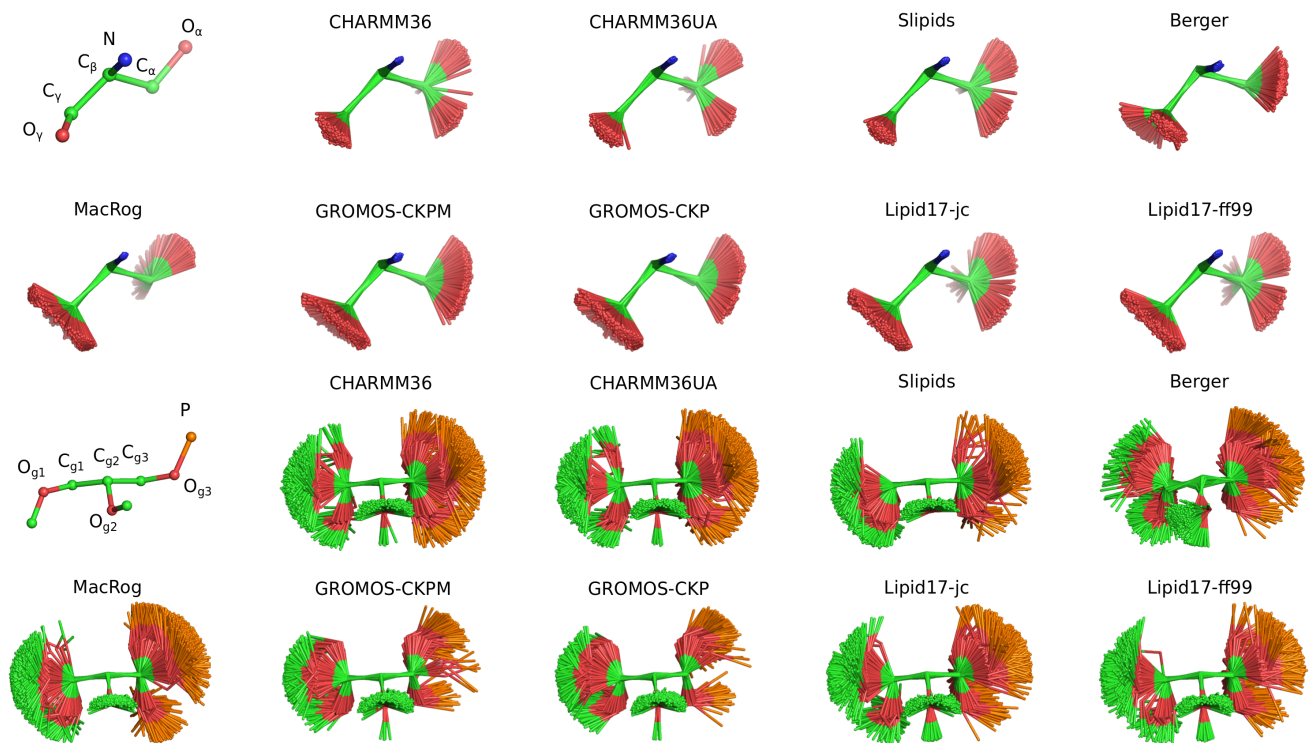 CHARMM36 CHARMM36UA Slipids Berger
Oα
N
Cβ Cα
Cγ
Oγ
MacRog GROMOS-CKPM GROMOS-CKP Lipid17-jc Lipid17-ff99
CHARMM36 CHARMM36UA Slipids Berger
P
Cg2 Cg3
Og1 Cg1
Og3
Og2
MacRog GROMOS-CKPM GROMOS-CKP Lipid17-jc Lipid17-ff99